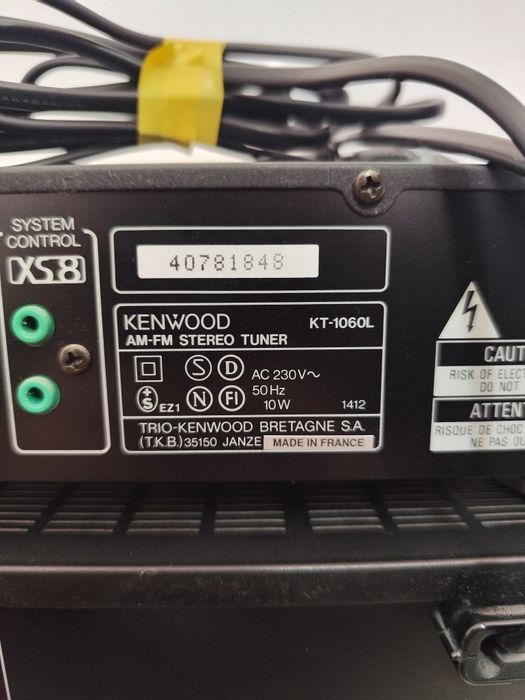 SYSTEM
CONTROL
XS8
40781848
KENWOOD KT-1060L
AM-FM STEREO TUNER
S D AC 230V~
50Hz
S EZ1 N FI 10W 1412
TRIO-KENWOOD BRETAGNE S.A.
(T.K.B.) 35150 JANZE MADE IN FRANCE
CAUT
RISK OF ELECT
DO NOT
ATTENT
RISQUE DE CHOC
NE PAS OU